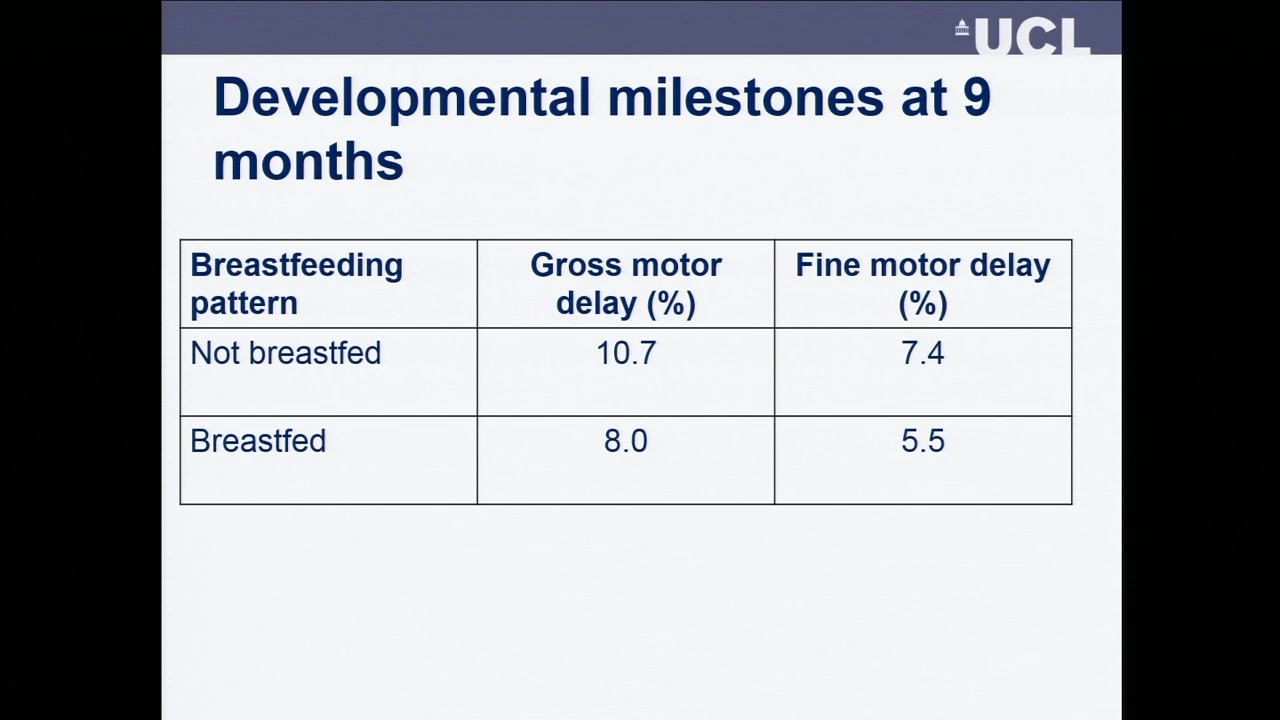 UCL
Developmental milestones at 9
months
Breastfeeding
pattern
Gross motor
delay (%)
Fine motor delay
(%)
Not breastfed
10.7
7.4
Breastfed
8.0
5.5